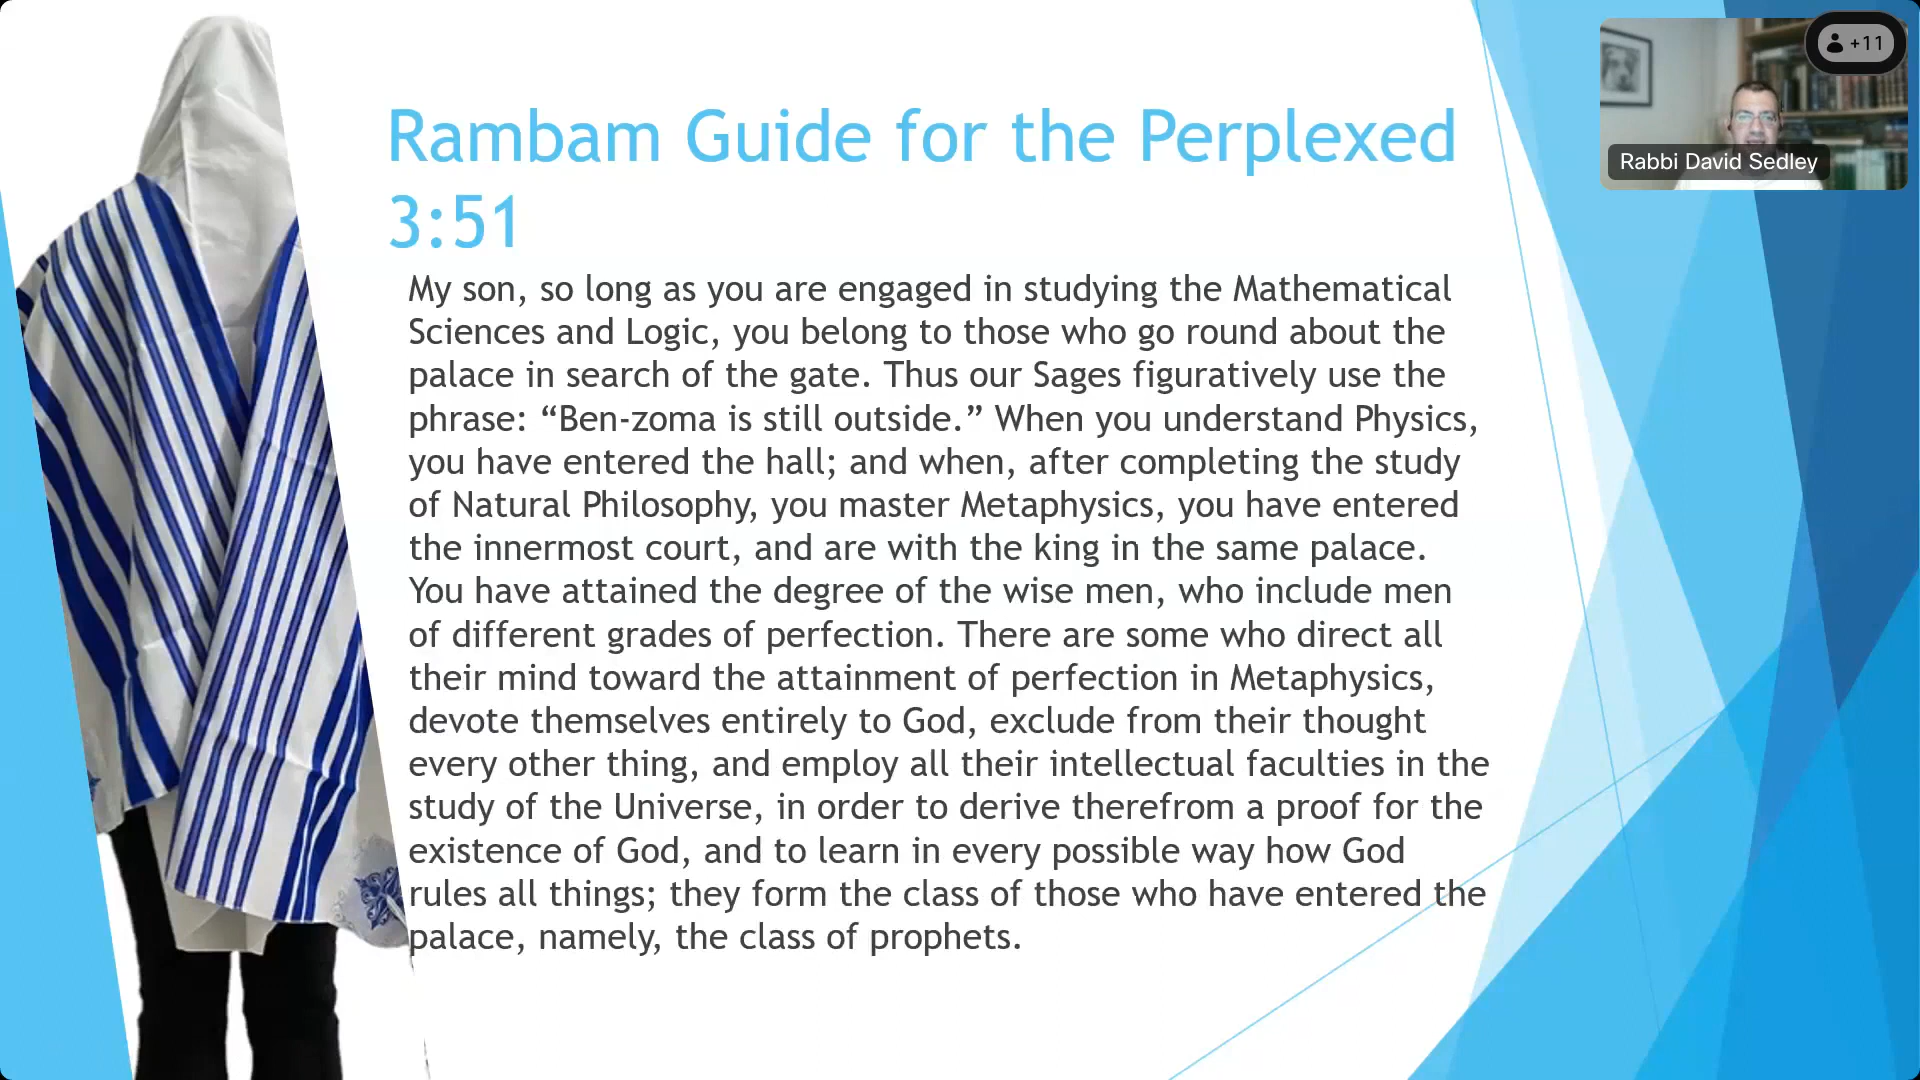 Rambam Guide for the Perplexed
3:51
My son, so long as you are engaged in studying the Mathematical
Sciences and Logic, you belong to those who go round about the
palace in search of the gate. Thus our Sages figuratively use the
phrase: “Ben-zoma is still outside.” When you understand Physics,
you have entered the hall; and when, after completing the study
of Natural Philosophy, you master Metaphysics, you have entered
the innermost court, and are with the king in the same palace.
You have attained the degree of the wise men, who include men
of different grades of perfection. There are some who direct all
their mind toward the attainment of perfection in Metaphysics,
devote themselves entirely to God, exclude from their thought
every other thing, and employ all their intellectual faculties in the
study of the Universe, in order to derive therefrom a proof for the
existence of God, and to learn in every possible way how God
rules all things; they form the class of those who have entered the
palace, namely, the class of prophets.
+11
Rabbi David Sedley